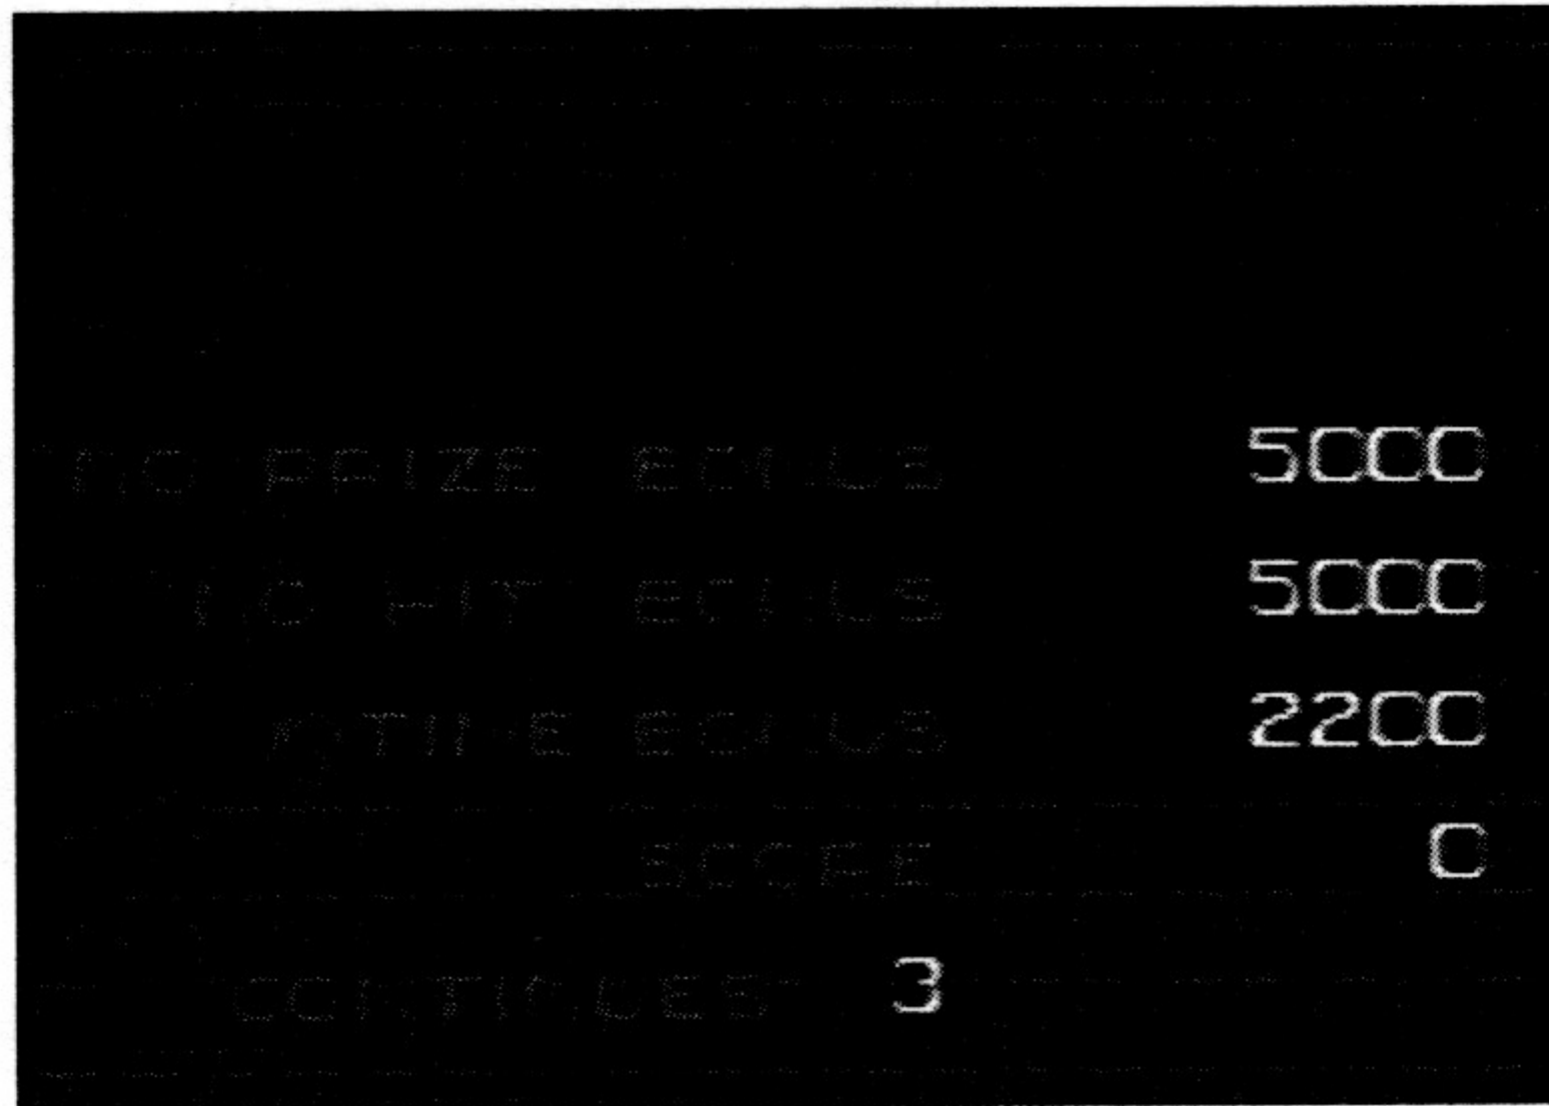 NO PRIZE BONUS 5000
NO HIT BONUS 5000
TIME BONUS 2200
SCORE 0
CONTINUES 3